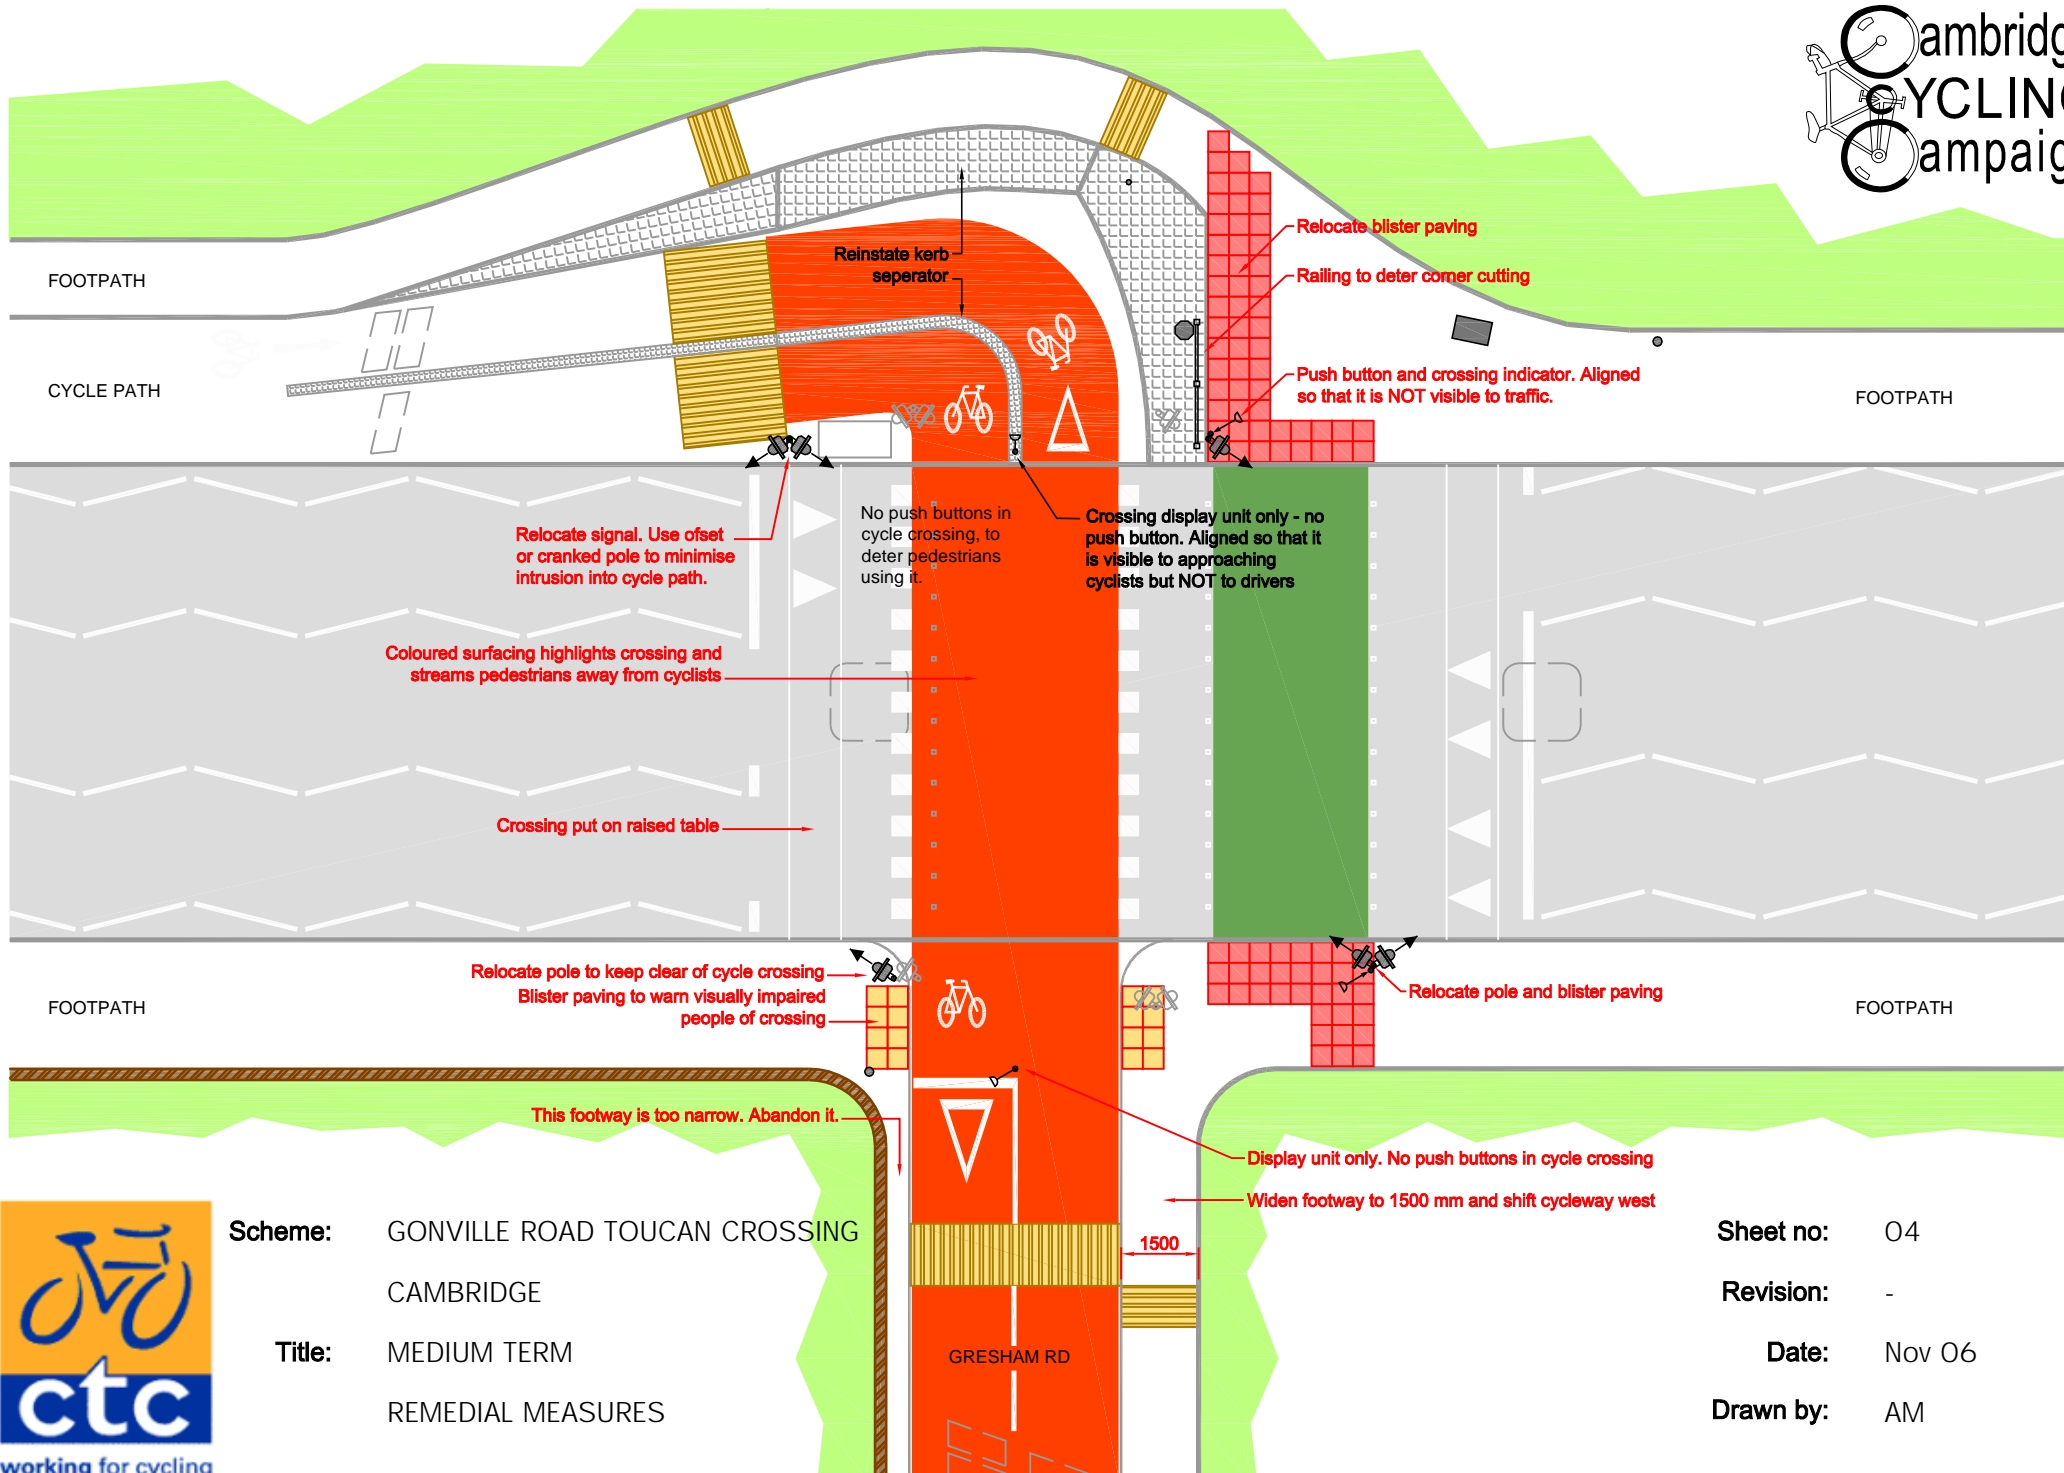 Cambridg
CYCLING
Campaig
Relocate blister paving
Reinstate kerb
seperator
Railing to deter corner cutting
FOOTPATH
CYCLE PATH
Push button and crossing indicator. Aligned
so that it is NOT visible to traffic.
FOOTPATH
Relocate signal. Use ofset
or cranked pole to minimise
intrusion into cycle path.
No push buttons in
cycle crossing, to
deter pedestrians
using it.
Crossing display unit only - no
push button. Aligned so that it
is visible to approaching
cyclists but NOT to drivers
Coloured surfacing highlights crossing and
streams pedestrians away from cyclists
Crossing put on raised table
Relocate pole to keep clear of cycle crossing
Blister paving to warn visually impaired
people of crossing
FOOTPATH
Relocate pole and blister paving
FOOTPATH
This footway is too narrow. Abandon it.
Display unit only. No push buttons in cycle crossing
Widen footway to 1500 mm and shift cycleway west
1500
GRESHAM RD
ctc
working for cycling
Scheme: GONVILLE ROAD TOUCAN CROSSING
CAMBRIDGE
Title: MEDIUM TERM
REMEDIAL MEASURES
Sheet no: 04
Revision: -
Date: Nov 06
Drawn by: AM